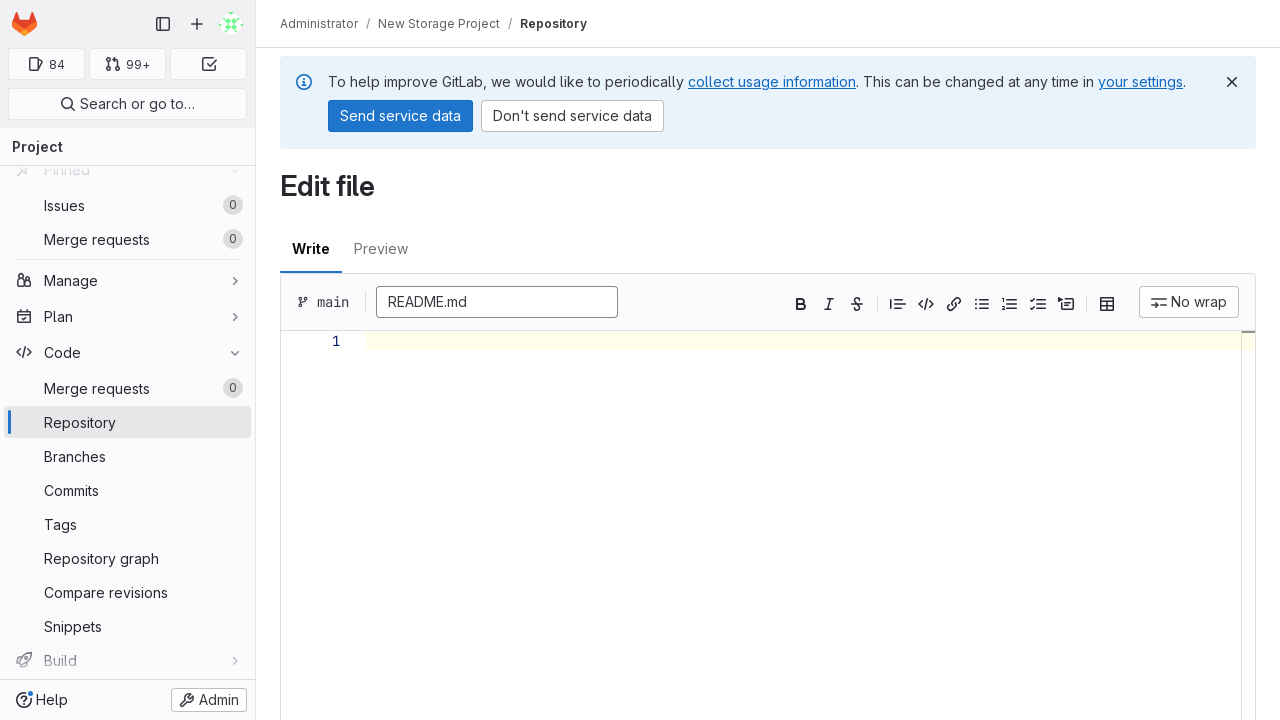 84
99+
Search or go to…
Project
Pinned
Issues 0
Merge requests 0
Manage
Plan
Code
Merge requests 0
Repository
Branches
Commits
Tags
Repository graph
Compare revisions
Snippets
Build
Help
Admin
Administrator / New Storage Project / Repository
To help improve GitLab, we would like to periodically collect usage information. This can be changed at any time in your settings.
Send service data
Don't send service data
Edit file
Write
Preview
main
README.md
No wrap
1